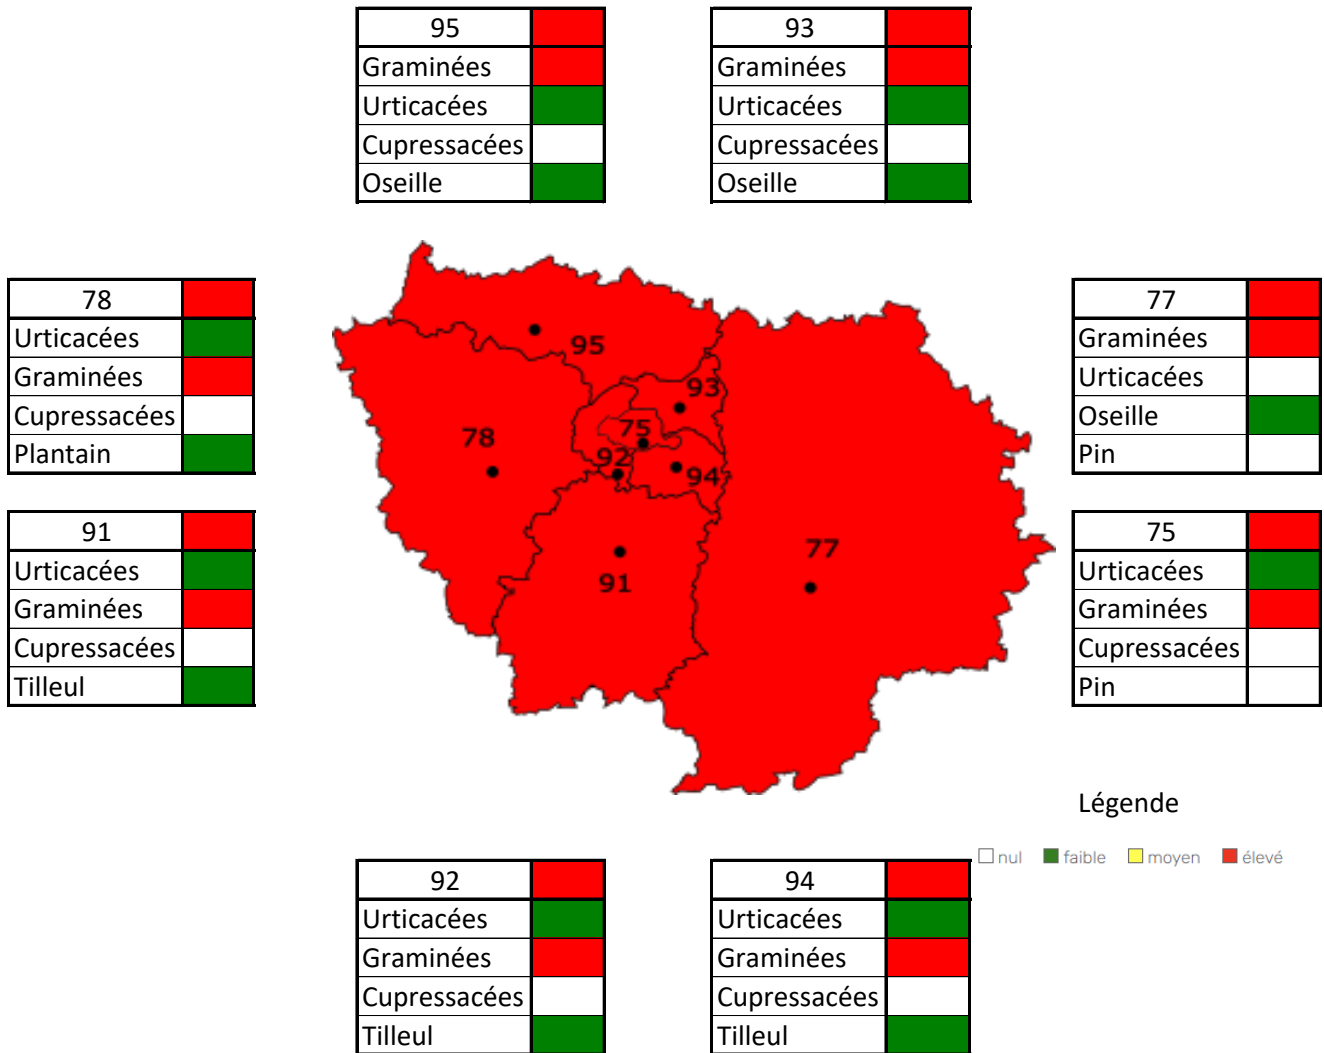 95
Graminées
Urticacées
Cupressacées
Oseille
93
Graminées
Urticacées
Cupressacées
Oseille
78
Urticacées
Graminées
Cupressacées
Plantain
91
Urticacées
Graminées
Cupressacées
Tilleul
95
93
75
78
92
94
77
91
77
Graminées
Urticacées
Oseille
Pin
75
Urticacées
Graminées
Cupressacées
Pin
Légende
nul faible moyen élevé
92
Urticacées
Graminées
Cupressacées
Tilleul
94
Urticacées
Graminées
Cupressacées
Tilleul